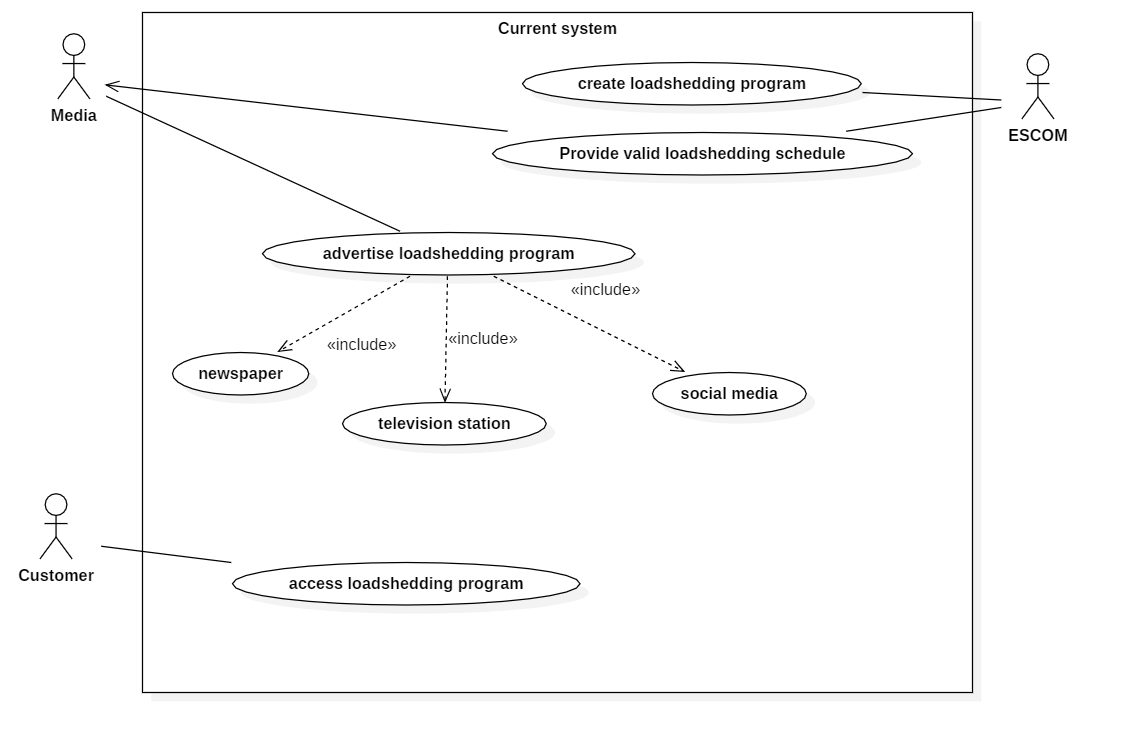 Current system
create loadshedding program
Media
ESCOM
Provide valid loadshedding schedule
advertise loadshedding program
«include»
«include»
«include»
newspaper
social media
television station
Customer
access loadshedding program